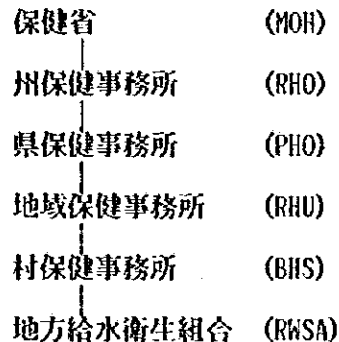 保健省 (MOH)
州保健事務所 (RHO)
県保健事務所 (PHO)
地域保健事務所 (RHU)
村保健事務所 (BHS)
地方給水衛生組合 (RWSA)